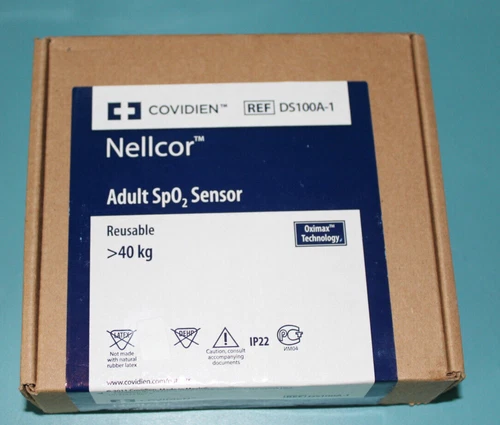 COVIDIEN™ REF DS100A-1
Nellcor™
Adult SpO₂ Sensor
Reusable
>40 kg
Oximax™
Technology
LATEX
DEHP
IP22
Not made
with natural
rubber latex
Caution, consult
accompanying
documents
ИМ04
www.covidien.com